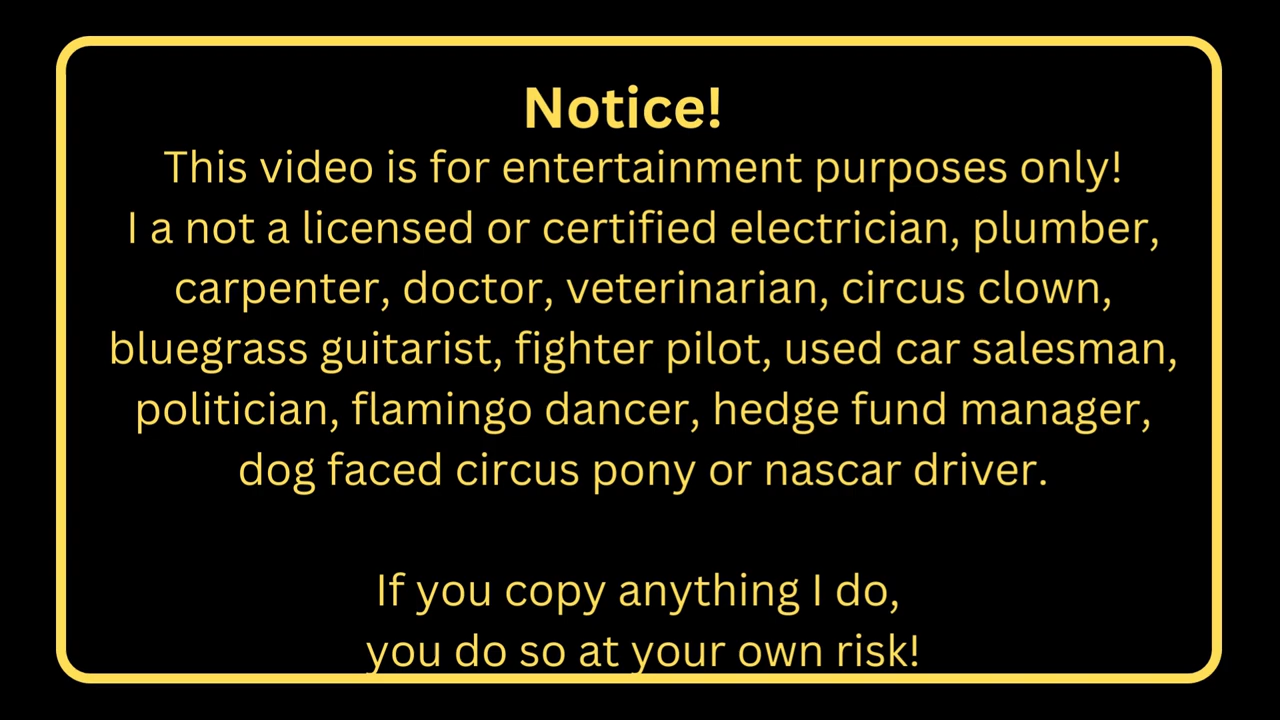 Notice!
This video is for entertainment purposes only!
I a not a licensed or certified electrician, plumber,
carpenter, doctor, veterinarian, circus clown,
bluegrass guitarist, fighter pilot, used car salesman,
politician, flamingo dancer, hedge fund manager,
dog faced circus pony or nascar driver.
If you copy anything I do,
you do so at your own risk!